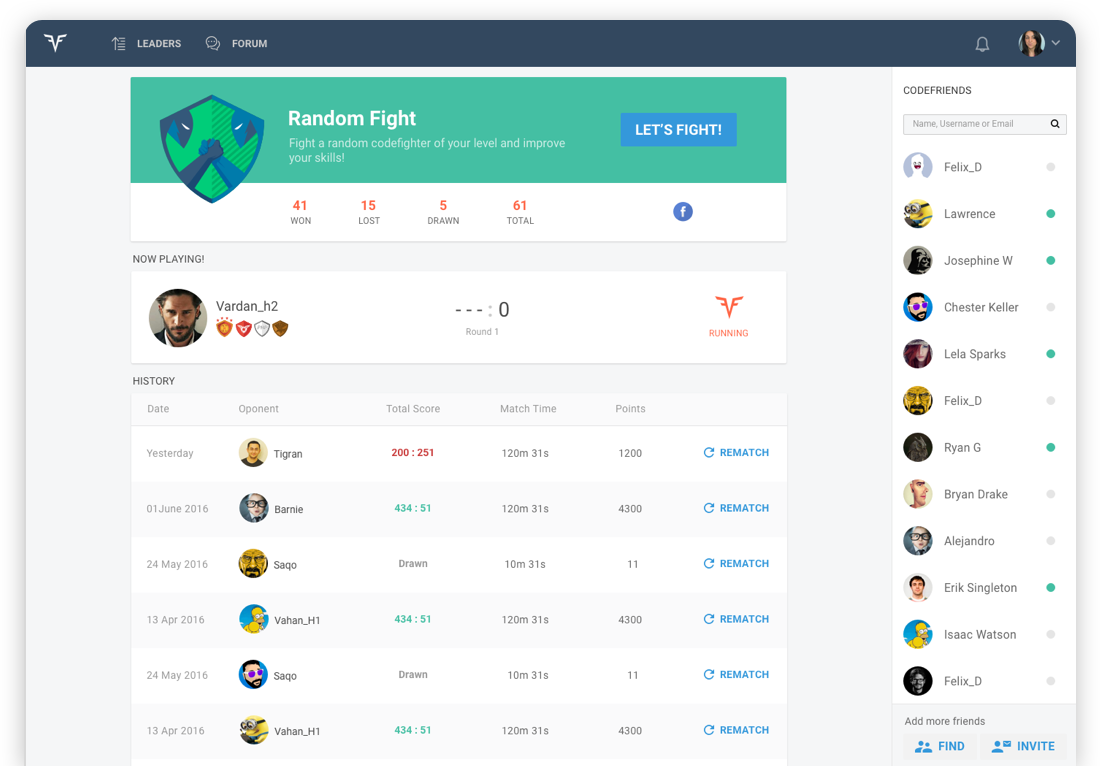 LEADERS
FORUM
Random Fight
Fight a random codefighter of your level and improve
your skills!
LET'S FIGHT!
41 15 5 61
WON LOST DRAWN TOTAL
f
NOW PLAYING!
Vardan_h2
- - - : 0
Round 1
RUNNING
HISTORY
Date Oponent Total Score Match Time Points
Yesterday Tigran 200 : 251 120m 31s 1200 REMATCH
01June 2016 Barnie 434 : 51 120m 31s 4300 REMATCH
24 May 2016 Saqo Drawn 10m 31s 11 REMATCH
13 Apr 2016 Vahan_H1 434 : 51 120m 31s 4300 REMATCH
24 May 2016 Saqo Drawn 10m 31s 11 REMATCH
13 Apr 2016 Vahan_H1 434 : 51 120m 31s 4300 REMATCH
CODEFRIENDS
Name, Username or Email
Felix_D
Lawrence
Josephine W
Chester Keller
Lela Sparks
Felix_D
Ryan G
Bryan Drake
Alejandro
Erik Singleton
Isaac Watson
Felix_D
Add more friends
FIND INVITE